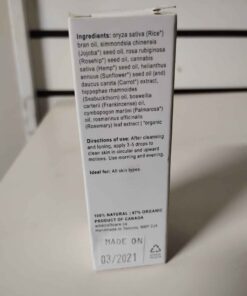 Ingredients: oryza sativa (Rice*)
bran oil, simmondsia chinensis
(Jojoba*) seed oil, rosa rubiginosa
(Rosehip*) seed oil, cannabis
sativa (Hemp*) seed oil, helianthus
annuus (Sunflower*) seed oil (and)
daucus carota (Carrot*) extract,
hippophae rhamnoides
(Seabuckthorn) oil, boswellia
carterii (Frankincense) oil,
cymbopogon martini (Palmarosa*)
oil, rosmarinus officinalis
(Rosemary) leaf extract | *organic
Directions of use: After cleansing
and toning, apply 3-5 drops to
clean skin in circular and upward
motions. Use morning and evening.
Ideal for: All skin types.
100% NATURAL | 97% ORGANIC
PRODUCT OF CANADA
Handmade in Toronto
MADE ON
03/2021